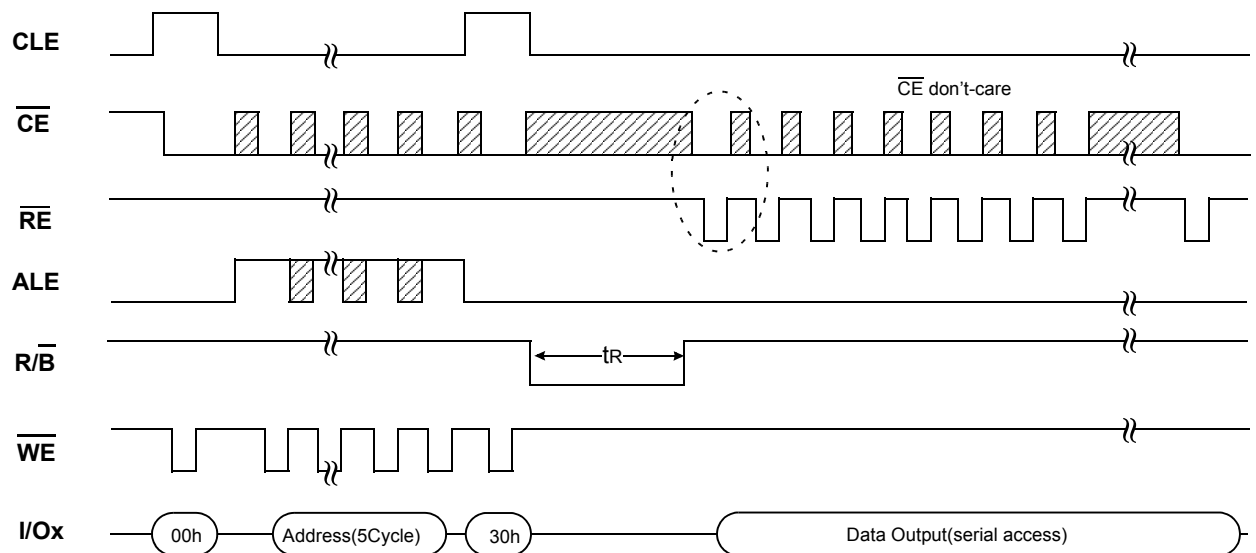 CLE
CE
CE don't-care
RE
ALE
R/B
tR
WE
I/Ox
00h
Address(5Cycle)
30h
Data Output(serial access)